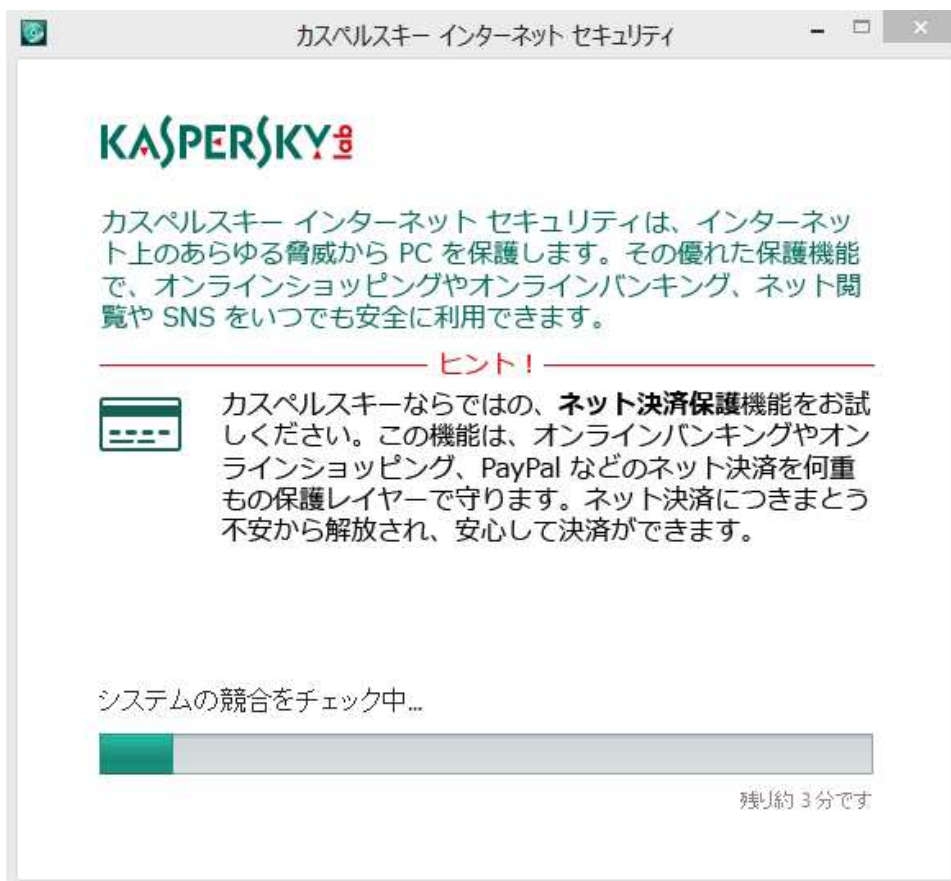 カスペルスキー インターネット セキュリティ
KASPERSKY lab
カスペルスキー インターネット セキュリティは、インターネッ
ト上のあらゆる脅威から PC を保護します。その優れた保護機能
で、オンラインショッピングやオンラインバンキング、ネット閲
覧や SNS をいつでも安全に利用できます。
ヒント！
カスペルスキーならではの、ネット決済保護機能をお試
しください。この機能は、オンラインバンキングやオン
ラインショッピング、PayPal などのネット決済を何重
もの保護レイヤーで守ります。ネット決済につきまとう
不安から解放され、安心して決済ができます。
システムの競合をチェック中...
残り約 3 分です